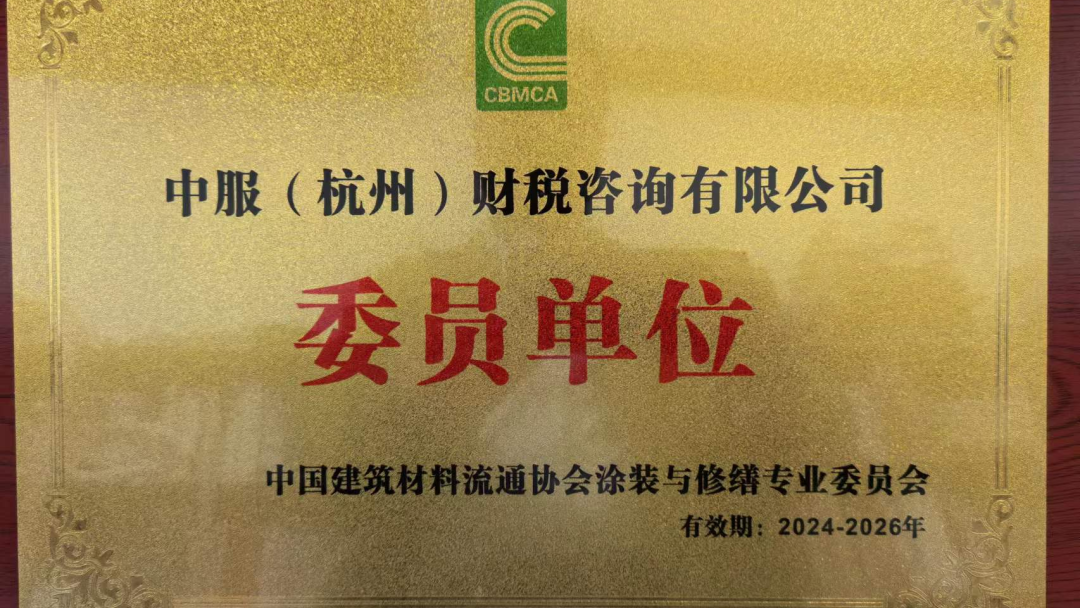 CBMCA
中服（杭州）财税咨询有限公司
委员单位
中国建筑材料流通协会涂装与修缮专业委员会
有效期：2024-2026年